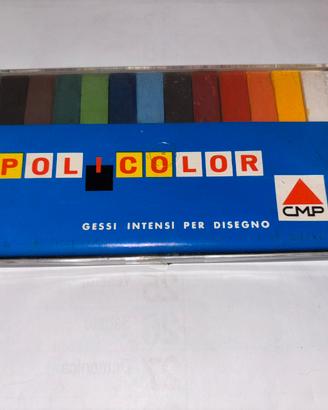 POLICOLOR
CMP
GESSI INTENSI PER DISEGNO